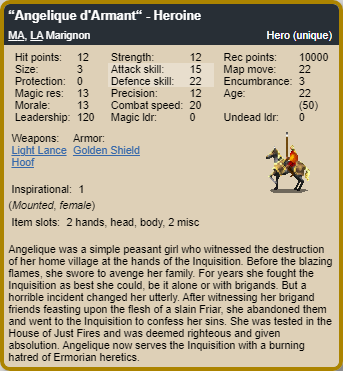 “Angelique d'Armant“ - Heroine
MA, LA Marignon Hero (unique)
Hit points: 12 Strength: 12 Rec points: 10000
Size: 3 Attack skill: 15 Map move: 22
Protection: 0 Defence skill: 22 Encumbrance: 3
Magic res: 13 Precision: 12 Age: 22
Morale: 13 Combat speed: 20 (50)
Leadership: 120 Magic ldr: 0 Undead ldr: 0
Weapons: Armor:
Light Lance Golden Shield
Hoof
Inspirational: 1
(Mounted, female)
Item slots: 2 hands, head, body, 2 misc
Angelique was a simple peasant girl who witnessed the destruction
of her home village at the hands of the Inquisition. Before the blazing
flames, she swore to avenge her family. For years she fought the
Inquisition as best she could, be it alone or with brigands. But a
horrible incident changed her utterly. After witnessing her brigand
friends feasting upon the flesh of a slain Friar, she abandoned them
and went to the Inquisition to confess her sins. She was tested in the
House of Just Fires and was deemed righteous and given
absolution. Angelique now serves the Inquisition with a burning
hatred of Ermorian heretics.